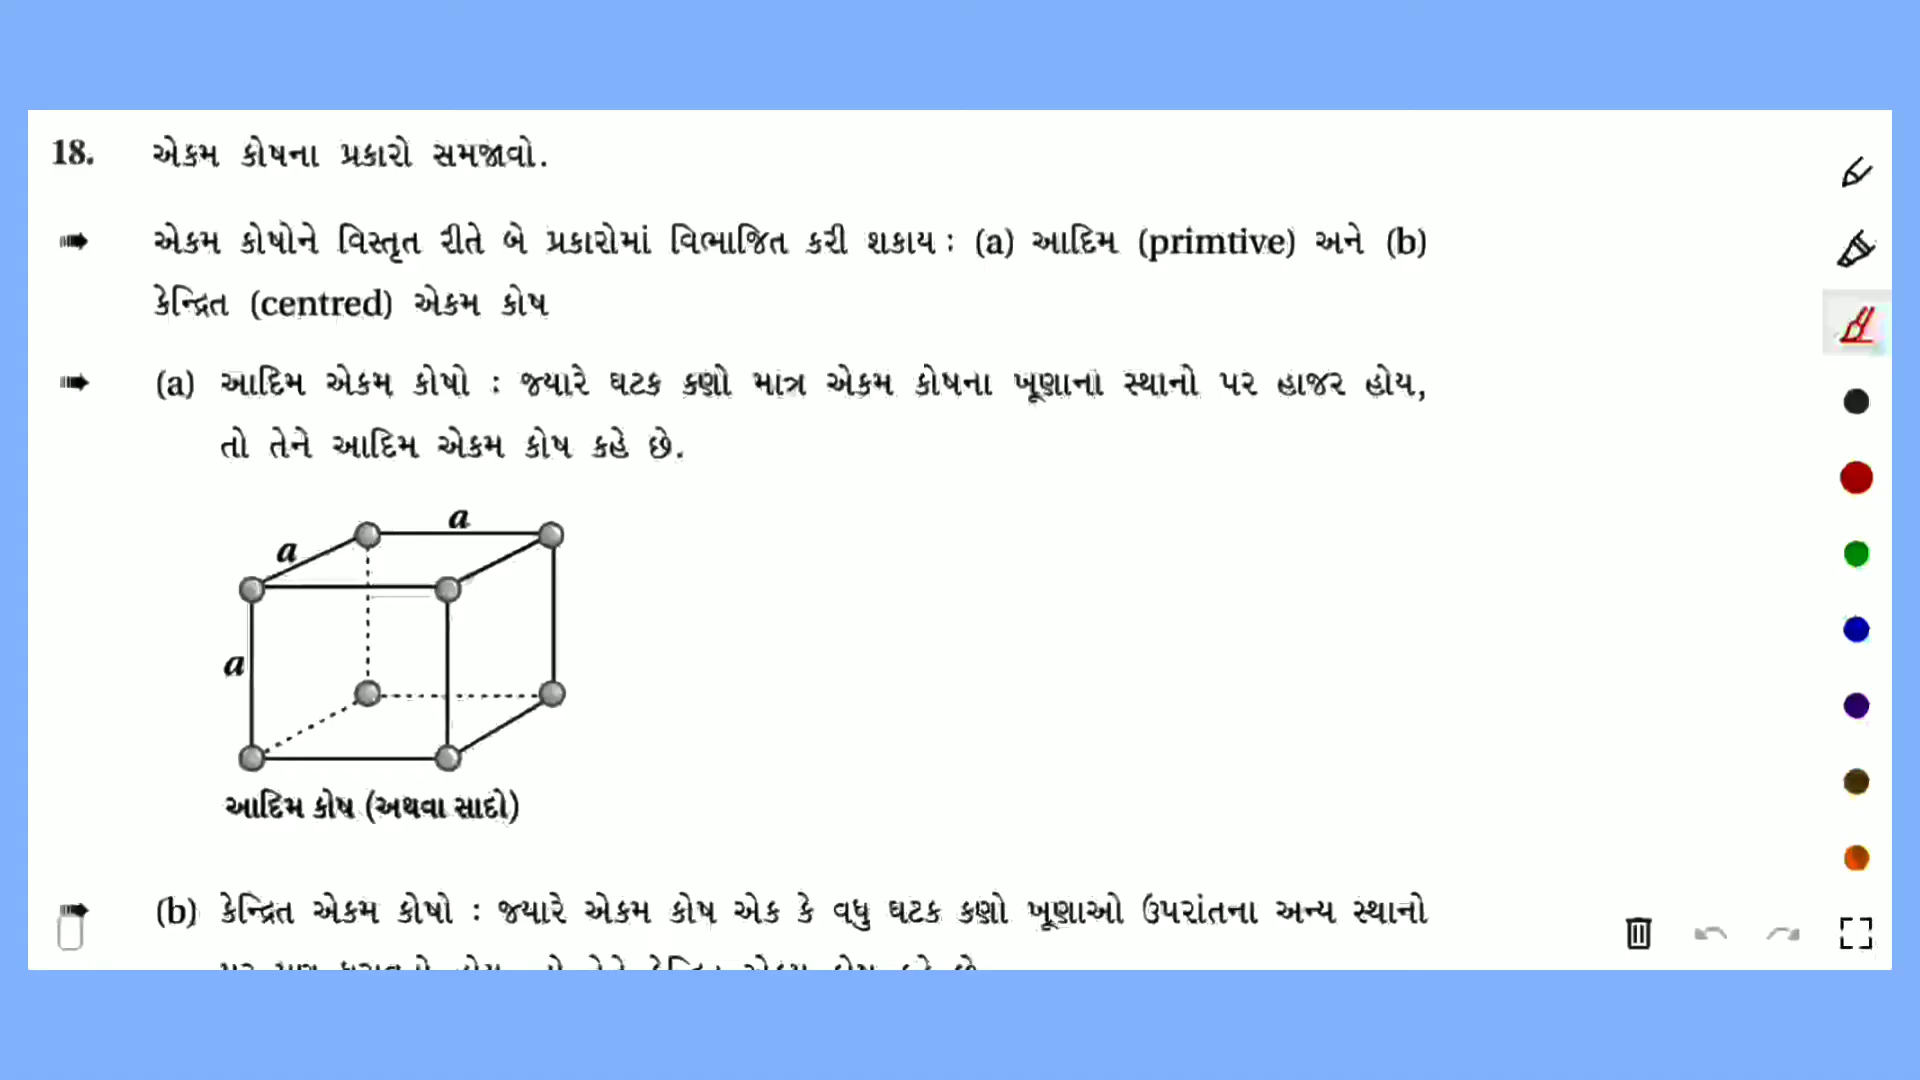 18. એકમ કોષના પ્રકારો સમજાવો.
એકમ કોષોને વિસ્તૃત રીતે બે પ્રકારોમાં વિભાજિત કરી શકાય : (a) આદિમ (primtive) અને (b)
કેન્દ્રિત (centred) એકમ કોષ
(a) આદિમ એકમ કોષો : જ્યારે ઘટક કણો માત્ર એકમ કોષના ખૂણાના સ્થાનો પર હાજર હોય,
તો તેને આદિમ એકમ કોષ કહે છે.
a
a
a
આદિમ કોષ (અથવા સાદો)
(b) કેન્દ્રિત એકમ કોષો : જ્યારે એકમ કોષ એક કે વધુ ઘટક કણો ખૂણાઓ ઉપરાંતના અન્ય સ્થાનો